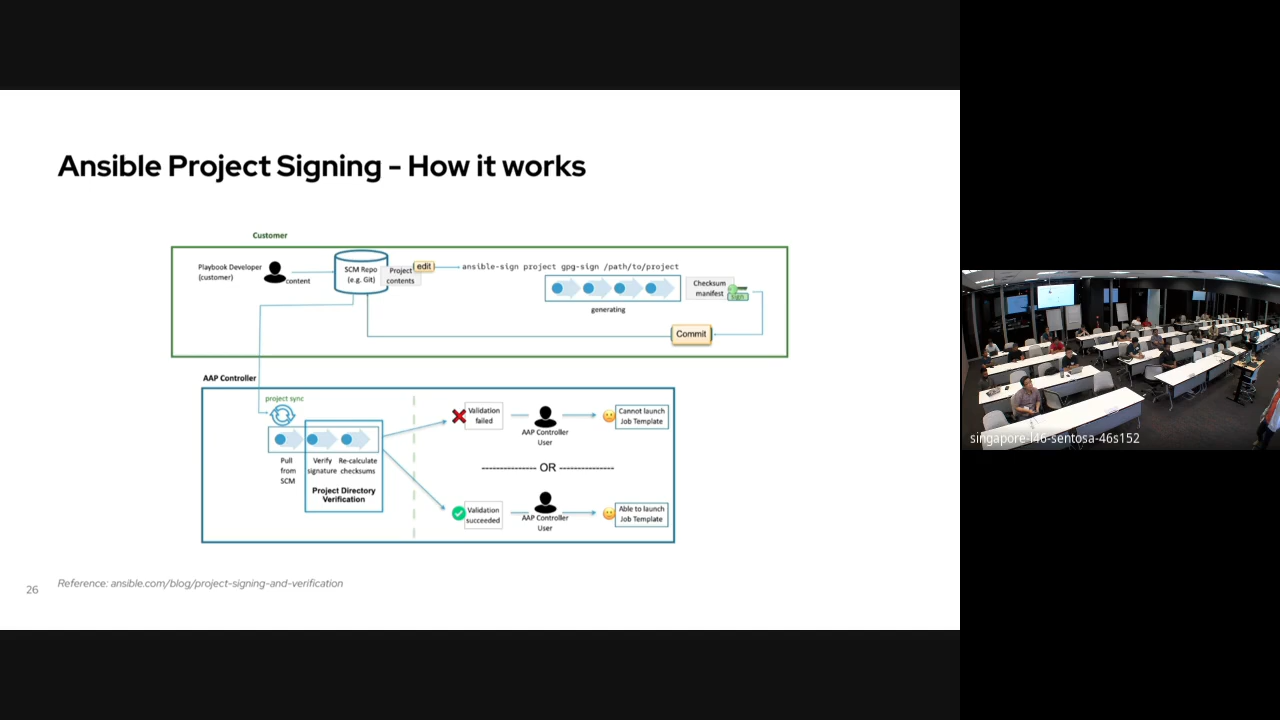 Ansible Project Signing - How it works
Customer
Playbook Developer
(customer)
content
SCM Repo
(e.g. Git)
Project
contents
edit
ansible-sign project gpg-sign /path/to/project
generating
Checksum
manifest
Commit
AAP Controller
project sync
Pull
from
SCM
Verify
signature
Re-calculate
checksums
Project Directory
Verification
Validation
failed
AAP Controller
User
Cannot launch
Job Template
--------------- OR ---------------
Validation
succeeded
AAP Controller
User
Able to launch
Job Template
Reference: ansible.com/blog/project-signing-and-verification
26
singapore-l46-sentosa-46s152